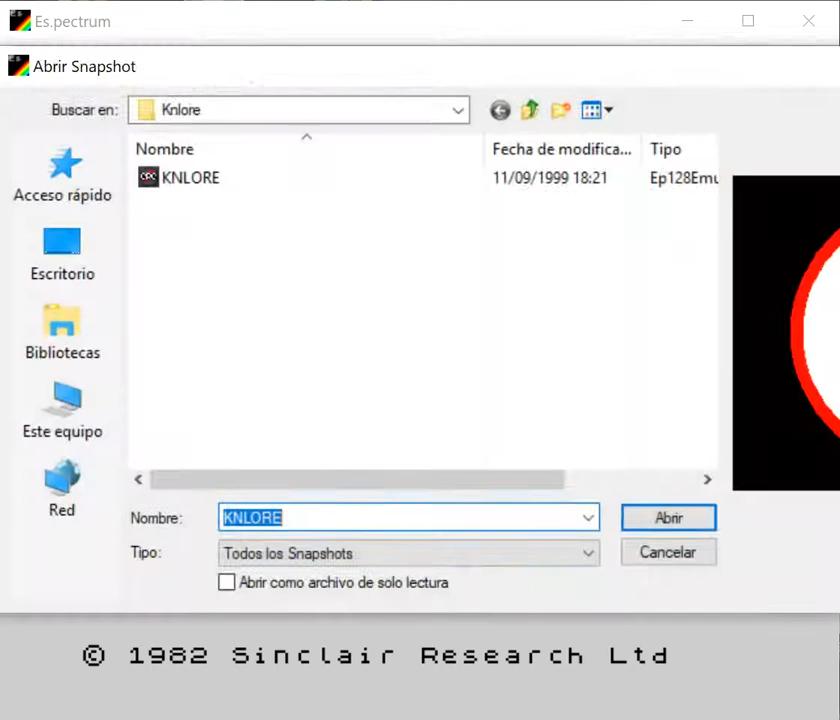 Es.pectrum
Abrir Snapshot
Buscar en: Knlore
Nombre Fecha de modifica... Tipo
KNLORE 11/09/1999 18:21 Ep128Emu
Acceso rápido
Escritorio
Bibliotecas
Este equipo
Red
Nombre: KNLORE Abrir
Tipo: Todos los Snapshots Cancelar
Abrir como archivo de solo lectura
© 1982 Sinclair Research Ltd